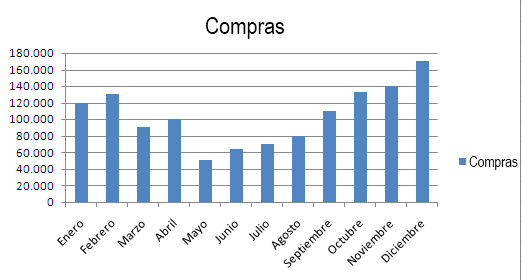 Compras
180.000
160.000
140.000
120.000
100.000
80.000
60.000
40.000
20.000
0
Enero
Febrero
Marzo
Abril
Mayo
Junio
Julio
Agosto
Septiembre
Octubre
Noviembre
Diciembre
Compras